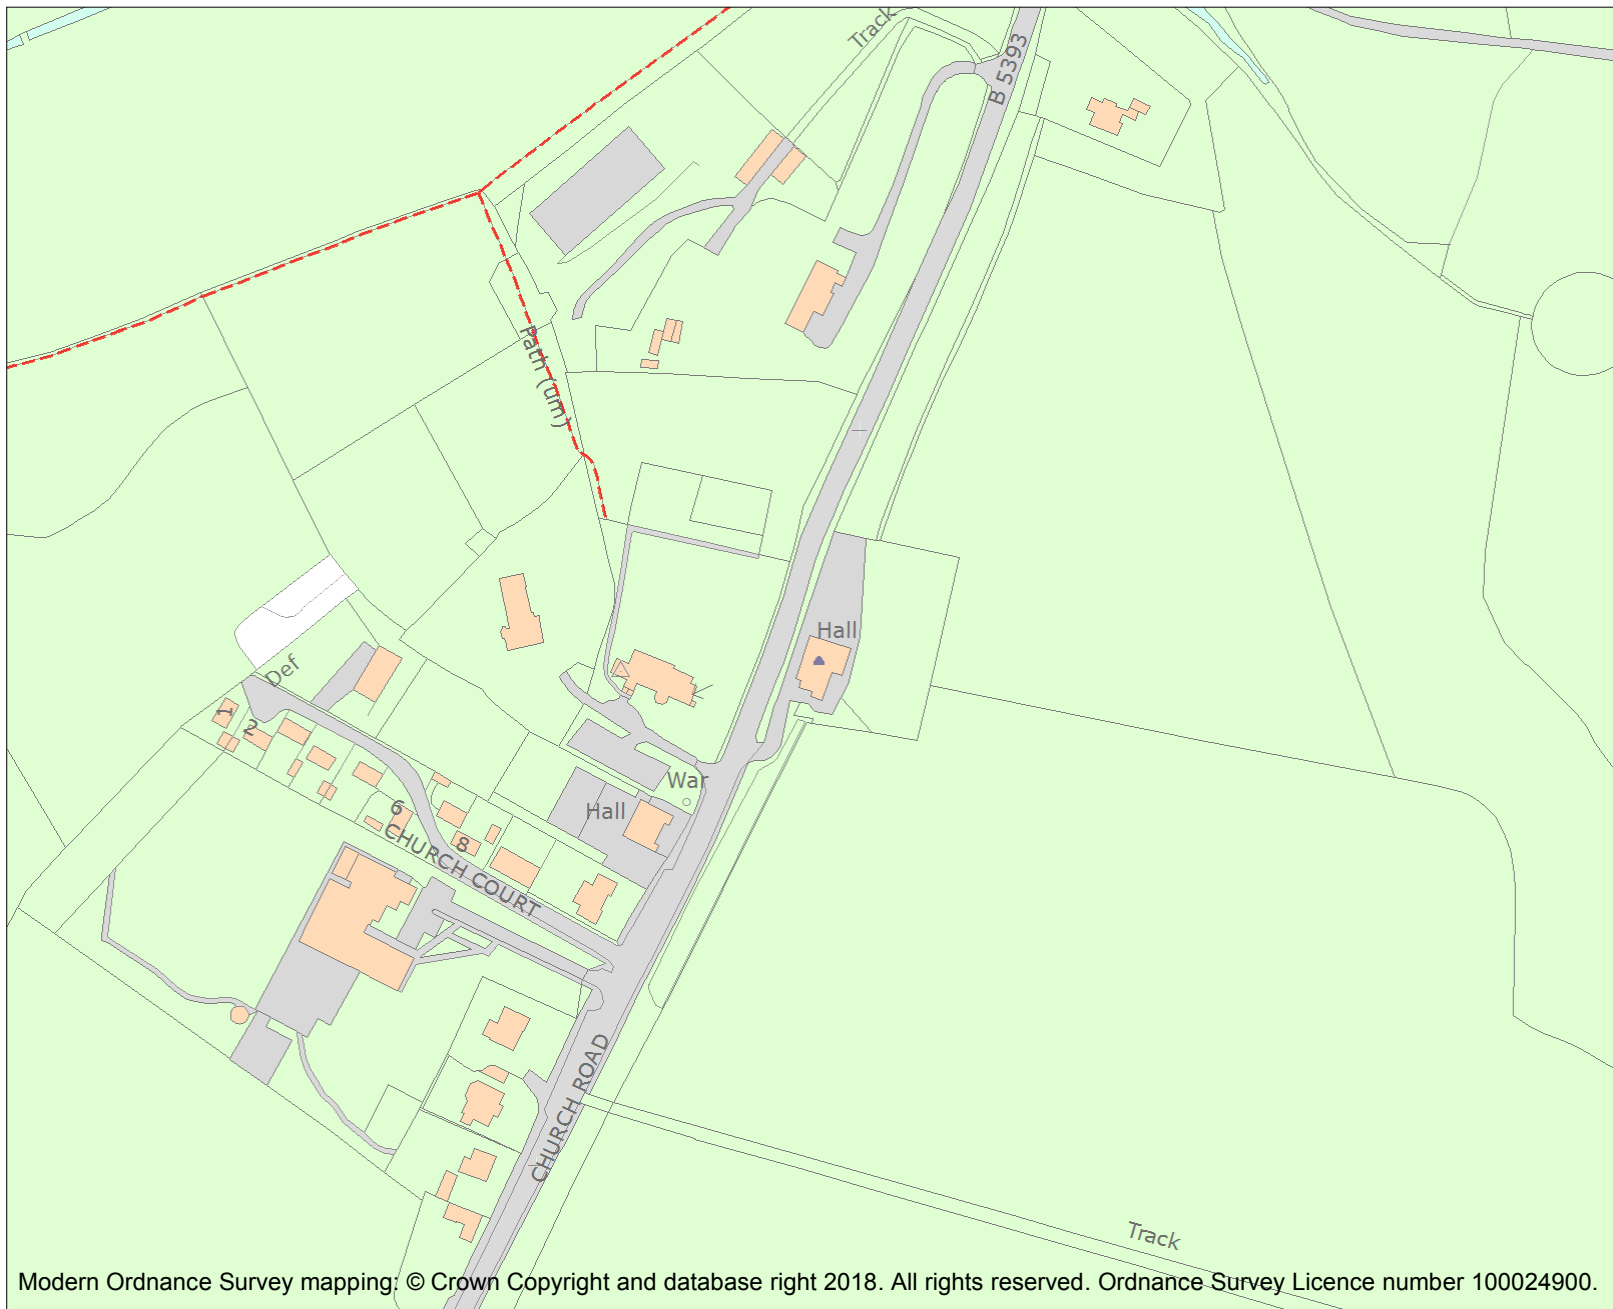 Track
B 5393
Path (um)
Hall
Def
1
2
War
Hall
6
8
CHURCH COURT
CHURCH ROAD
Track
Modern Ordnance Survey mapping: © Crown Copyright and database right 2018. All rights reserved. Ordnance Survey Licence number 100024900.